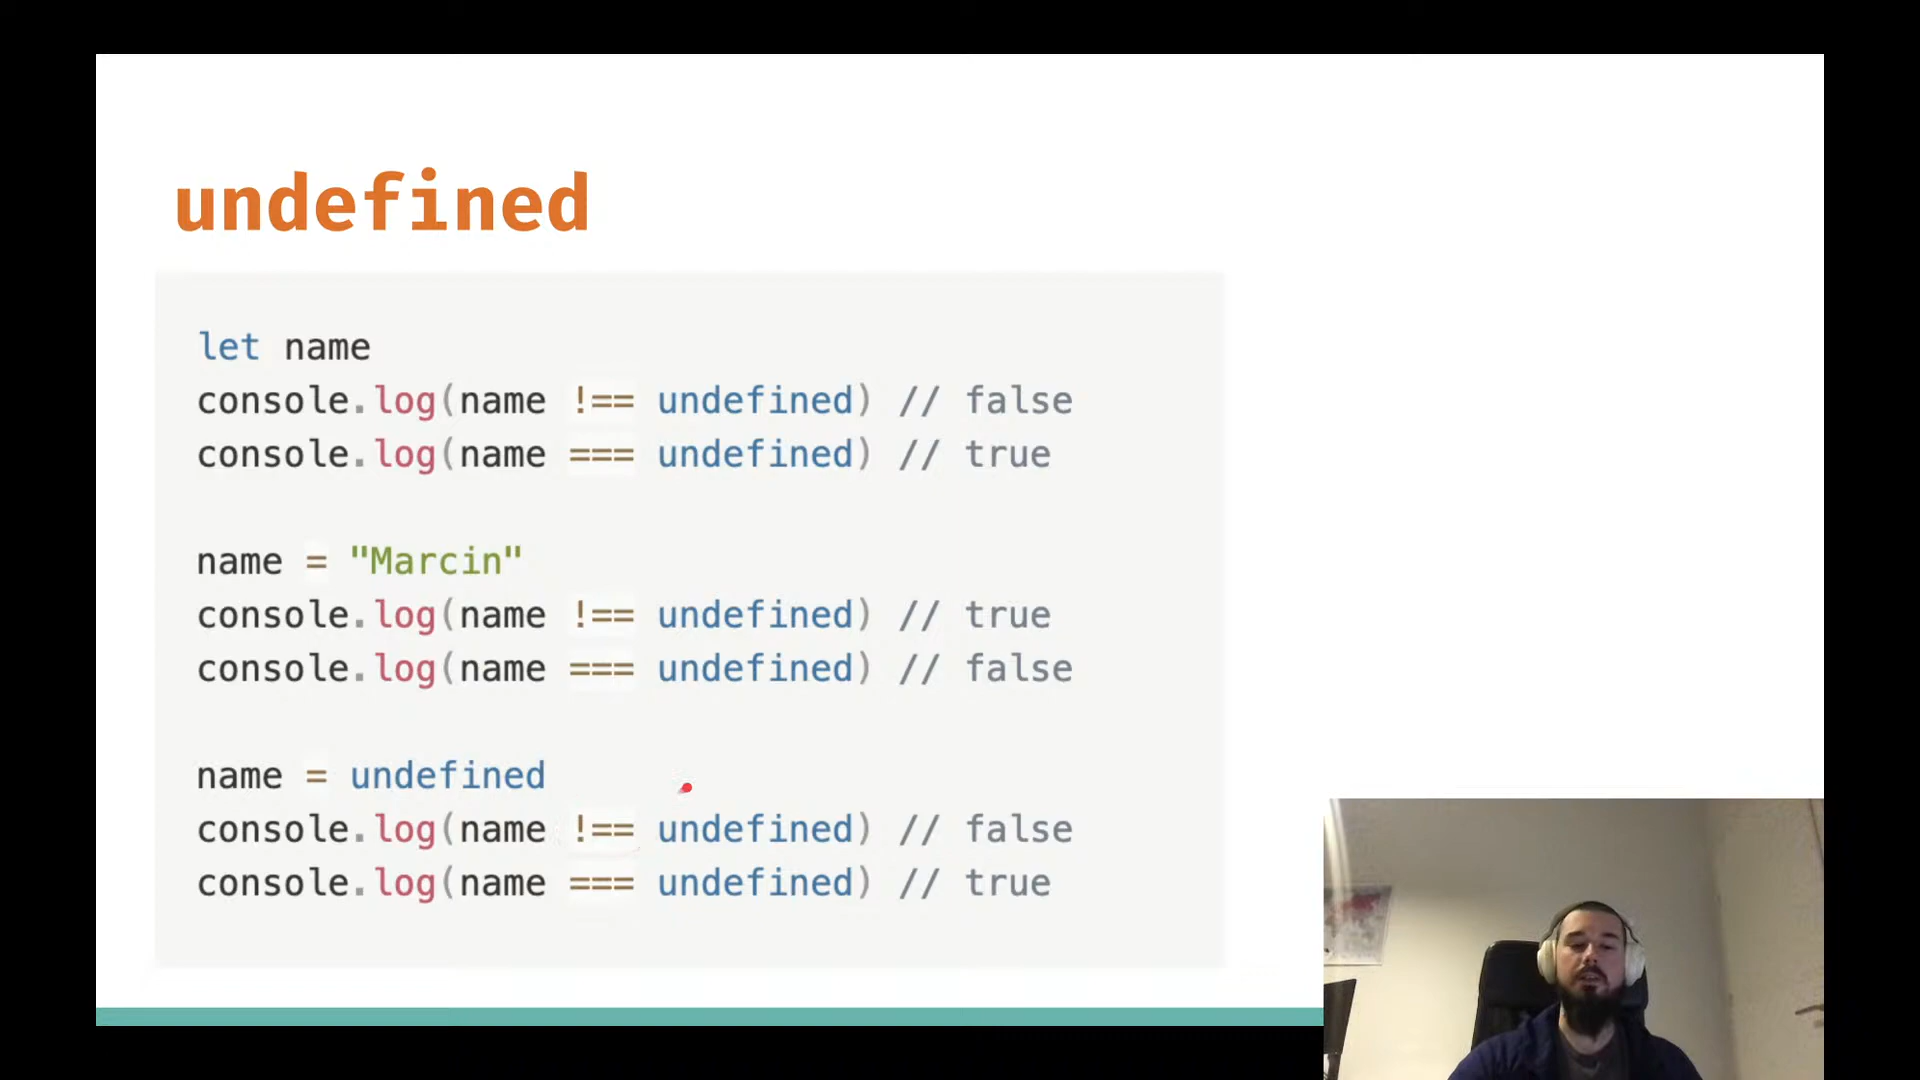 undefined
let name
console.log(name !== undefined) // false
console.log(name === undefined) // true
name = "Marcin"
console.log(name !== undefined) // true
console.log(name === undefined) // false
name = undefined
console.log(name !== undefined) // false
console.log(name === undefined) // true